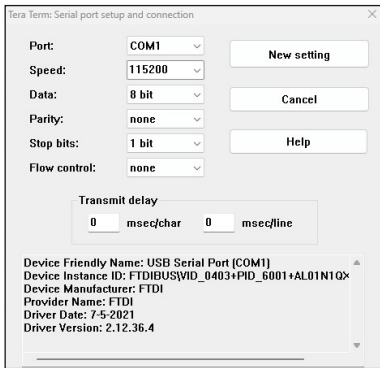 Tera Term: Serial port setup and connection
Port: COM1 New setting
Speed: 115200
Data: 8 bit Cancel
Parity: none
Stop bits: 1 bit Help
Flow control: none
Transmit delay
0 msec/char 0 msec/line
Device Friendly Name: USB Serial Port (COM1)
Device Instance ID: FTDIBUS\VID_0403+PID_6001+AL01N1QX
Device Manufacturer: FTDI
Provider Name: FTDI
Driver Date: 7-5-2021
Driver Version: 2.12.36.4